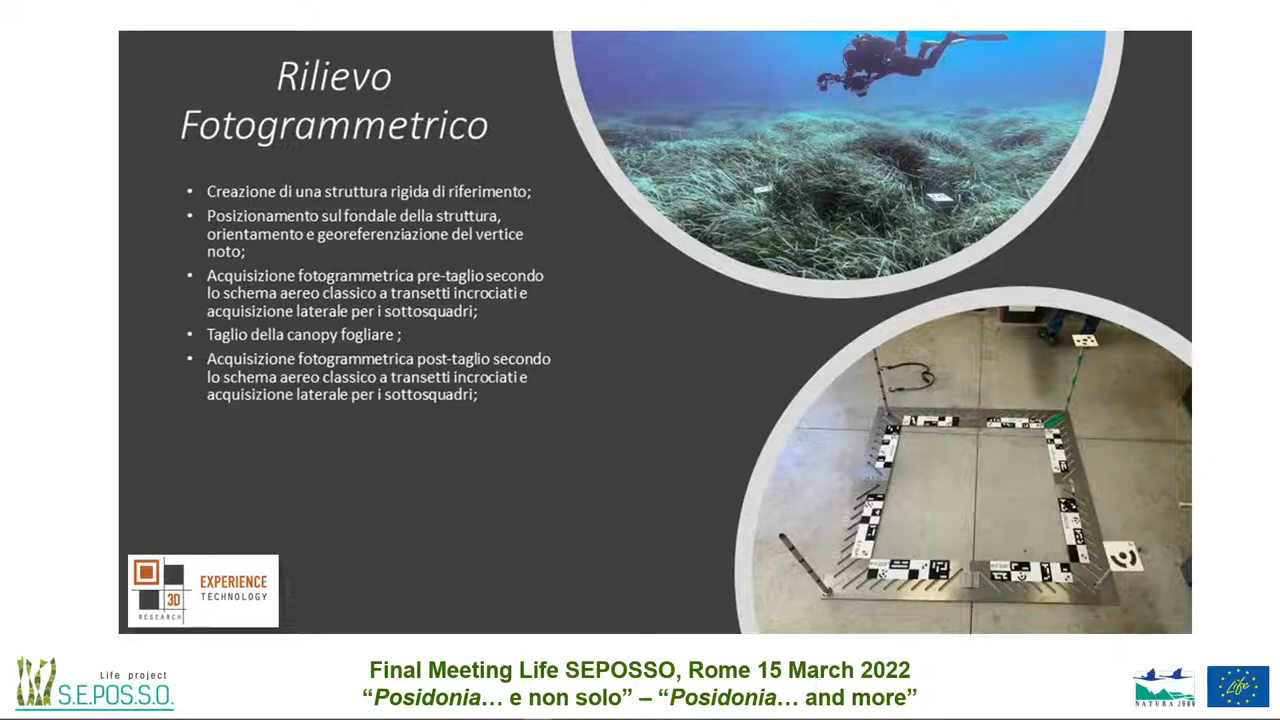 Rilievo
Fotogrammetrico
• Creazione di una struttura rigida di riferimento;
• Posizionamento sul fondale della struttura,
orientamento e georeferenziazione del vertice
noto;
• Acquisizione fotogrammetrica pre-taglio secondo
lo schema aereo classico a transetti incrociati e
acquisizione laterale per i sottosquadri;
• Taglio della canopy fogliare ;
• Acquisizione fotogrammetrica post-taglio secondo
lo schema aereo classico a transetti incrociati e
acquisizione laterale per i sottosquadri;
3D
RESEARCH
EXPERIENCE
TECHNOLOGY
Life project
S.E.POS.S.O.
Final Meeting Life SEPOSSO, Rome 15 March 2022
“Posidonia… e non solo” – “Posidonia… and more”
NATURA 2000
Life